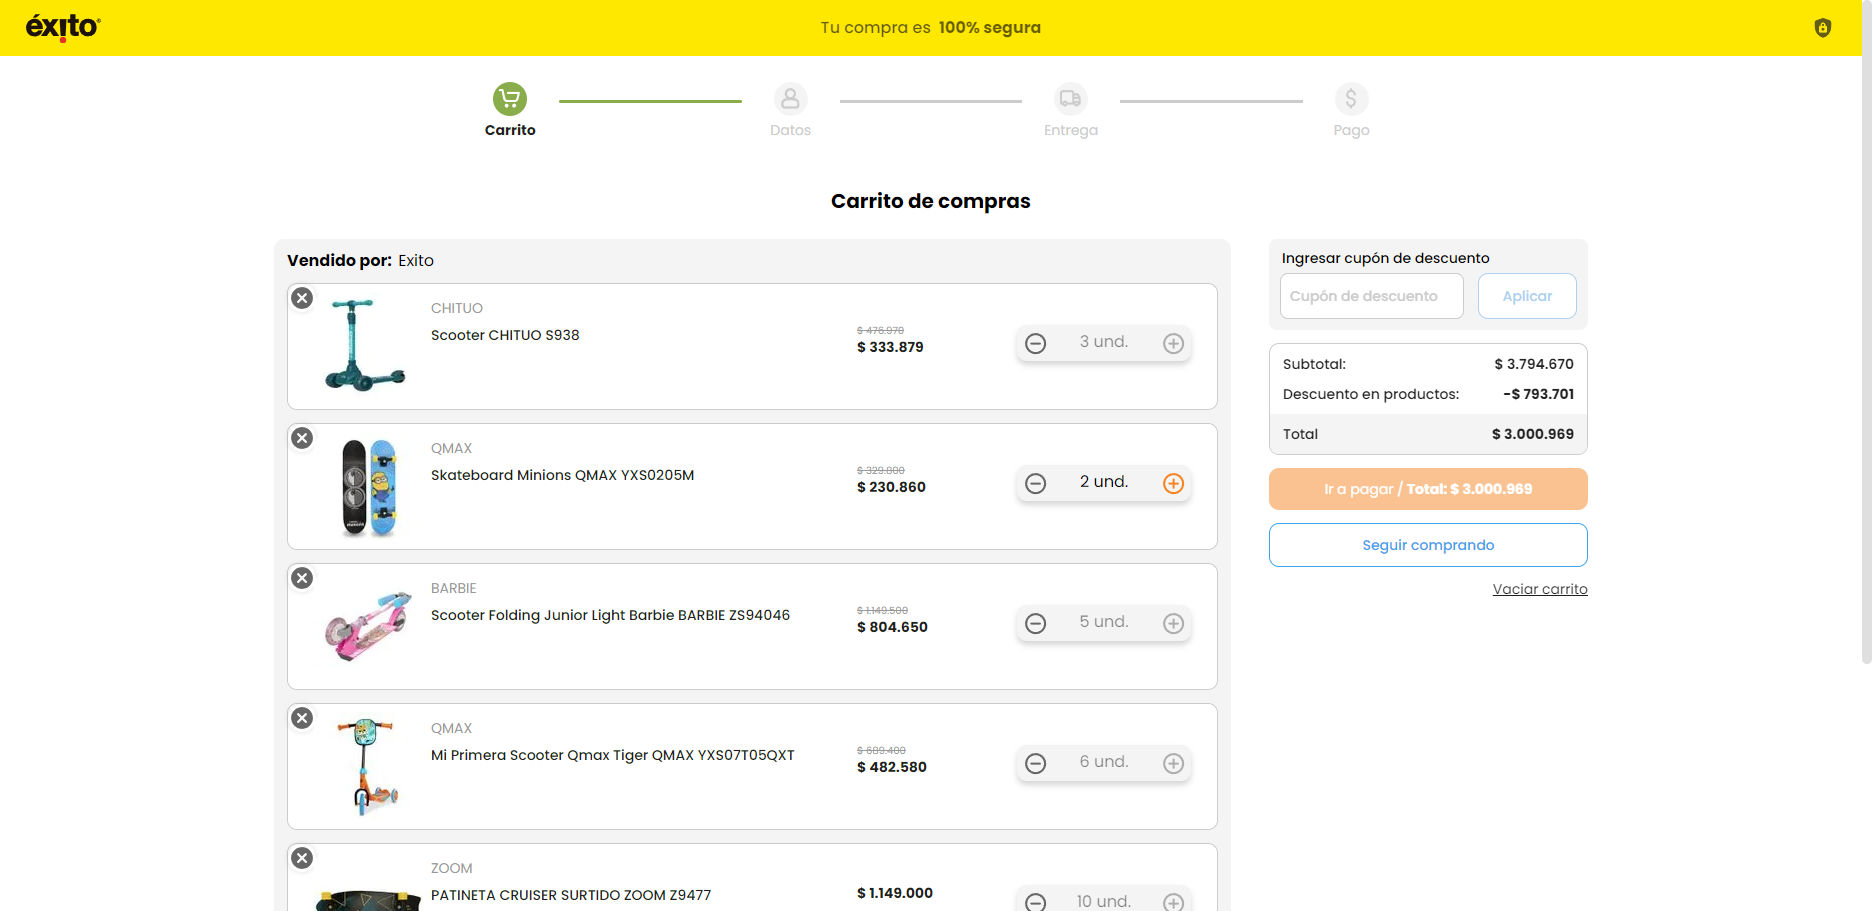 éxito
Tu compra es 100% segura
Carrito
Datos
Entrega
Pago
Carrito de compras
Vendido por: Exito
CHITUO
Scooter CHITUO S938
$ 476.970
$ 333.879
3 und.
QMAX
Skateboard Minions QMAX YXS0205M
$ 329.800
$ 230.860
2 und.
BARBIE
Scooter Folding Junior Light Barbie BARBIE ZS94046
$ 1.149.500
$ 804.650
5 und.
QMAX
Mi Primera Scooter Qmax Tiger QMAX YXS07T05QXT
$ 689.400
$ 482.580
6 und.
ZOOM
PATINETA CRUISER SURTIDO ZOOM Z9477
$ 1.149.000
10 und.
Ingresar cupón de descuento
Cupón de descuento
Aplicar
Subtotal: $ 3.794.670
Descuento en productos: -$ 793.701
Total $ 3.000.969
Ir a pagar / Total: $ 3.000.969
Seguir comprando
Vaciar carrito